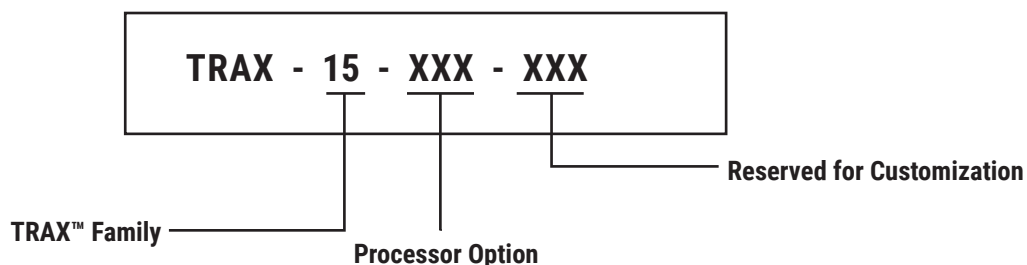 TRAX - 15 - XXX - XXX
Reserved for Customization
TRAX™ Family
Processor Option